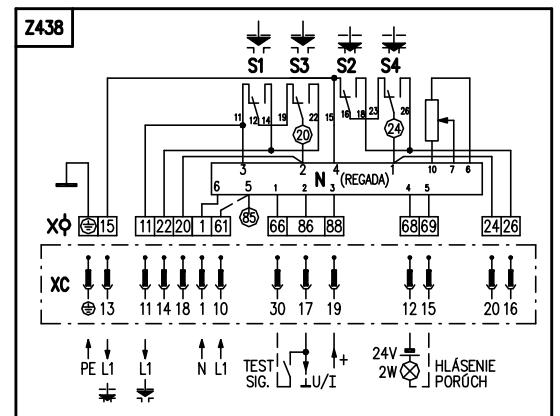 Z438
S1 S3 S2 S4
11 12 14 19 22 15 16 18 23 26
20 24
3 2 4 1 10 7 6
N (REGADA)
6 5 1 2 3 4 5
85
X 15 11 22 20 1 61 66 86 88 68 69 24 26
XC
13 11 14 18 1 10 30 17 19 12 15 20 16
PE L1 L1 N L1 TEST SIG. U/I + 24V 2W HLÁSENIE PORÚCH